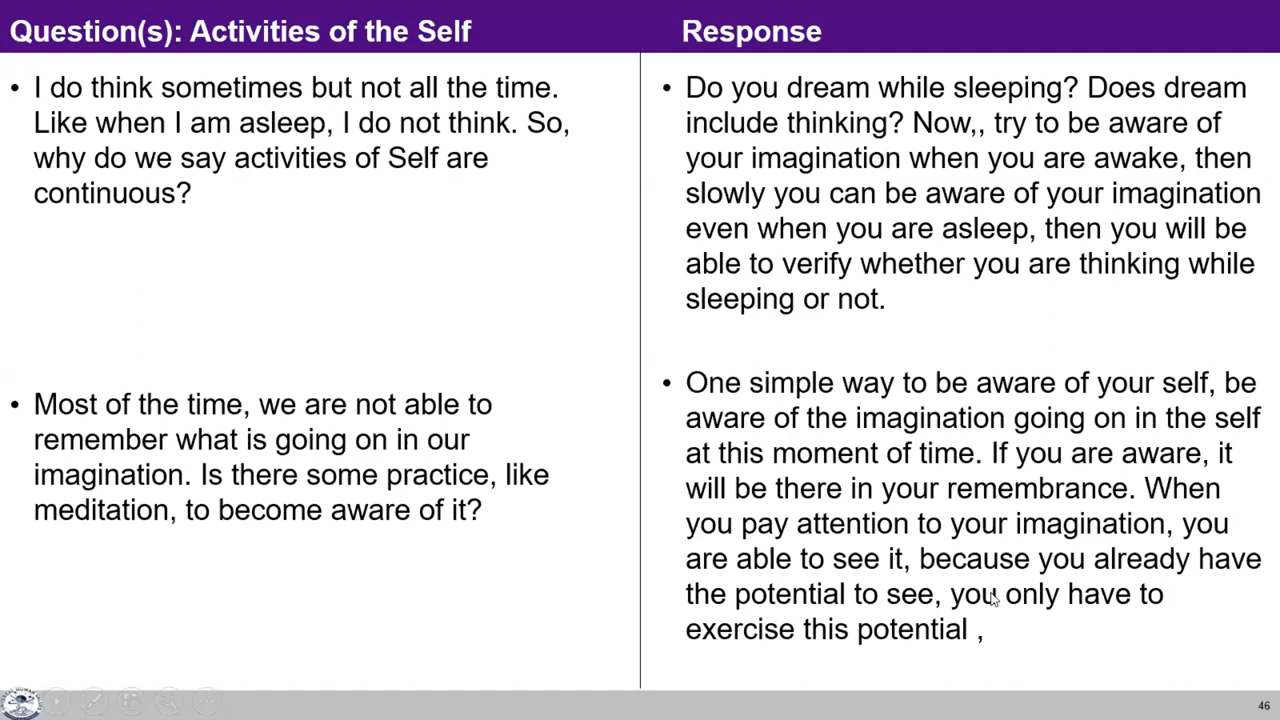 Question(s): Activities of the Self
Response
• I do think sometimes but not all the time.
Like when I am asleep, I do not think. So,
why do we say activities of Self are
continuous?
• Do you dream while sleeping? Does dream
include thinking? Now,, try to be aware of
your imagination when you are awake, then
slowly you can be aware of your imagination
even when you are asleep, then you will be
able to verify whether you are thinking while
sleeping or not.
• Most of the time, we are not able to
remember what is going on in our
imagination. Is there some practice, like
meditation, to become aware of it?
• One simple way to be aware of your self, be
aware of the imagination going on in the self
at this moment of time. If you are aware, it
will be there in your remembrance. When
you pay attention to your imagination, you
are able to see it, because you already have
the potential to see, you only have to
exercise this potential ,
46